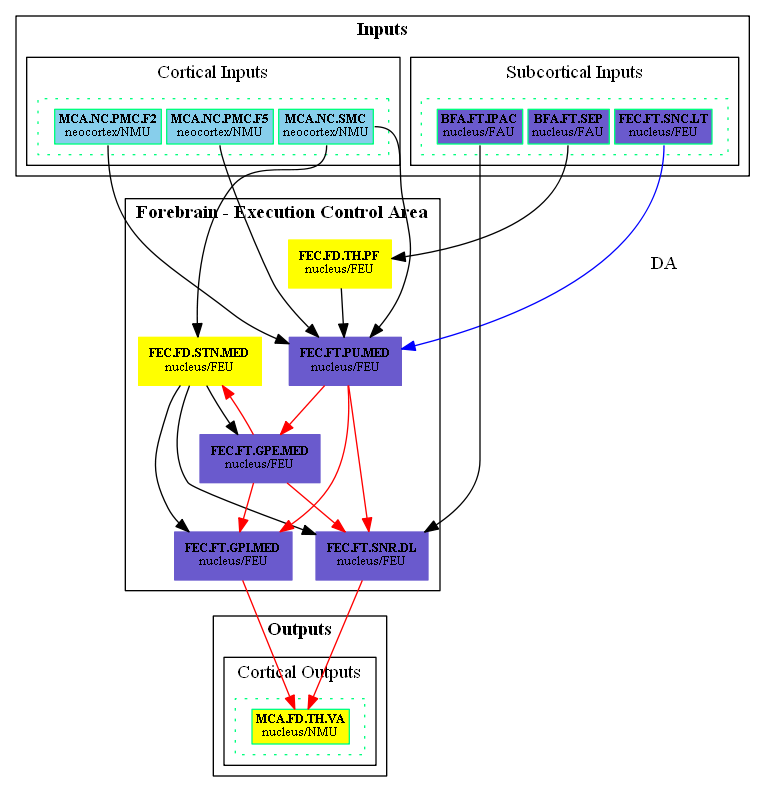 Inputs
Cortical Inputs
Subcortical Inputs
MCA.NC.PMC.F2
neocortex/NMU
MCA.NC.PMC.F5
neocortex/NMU
MCA.NC.SMC
neocortex/NMU
BFA.FT.IPAC
nucleus/FAU
BFA.FT.SEP
nucleus/FAU
FEC.FT.SNC.LT
nucleus/FEU
Forebrain - Execution Control Area
FEC.FD.TH.PF
nucleus/FEU
DA
FEC.FD.STN.MED
nucleus/FEU
FEC.FT.PU.MED
nucleus/FEU
FEC.FT.GPE.MED
nucleus/FEU
FEC.FT.GPI.MED
nucleus/FEU
FEC.FT.SNR.DL
nucleus/FEU
Outputs
Cortical Outputs
MCA.FD.TH.VA
nucleus/NMU